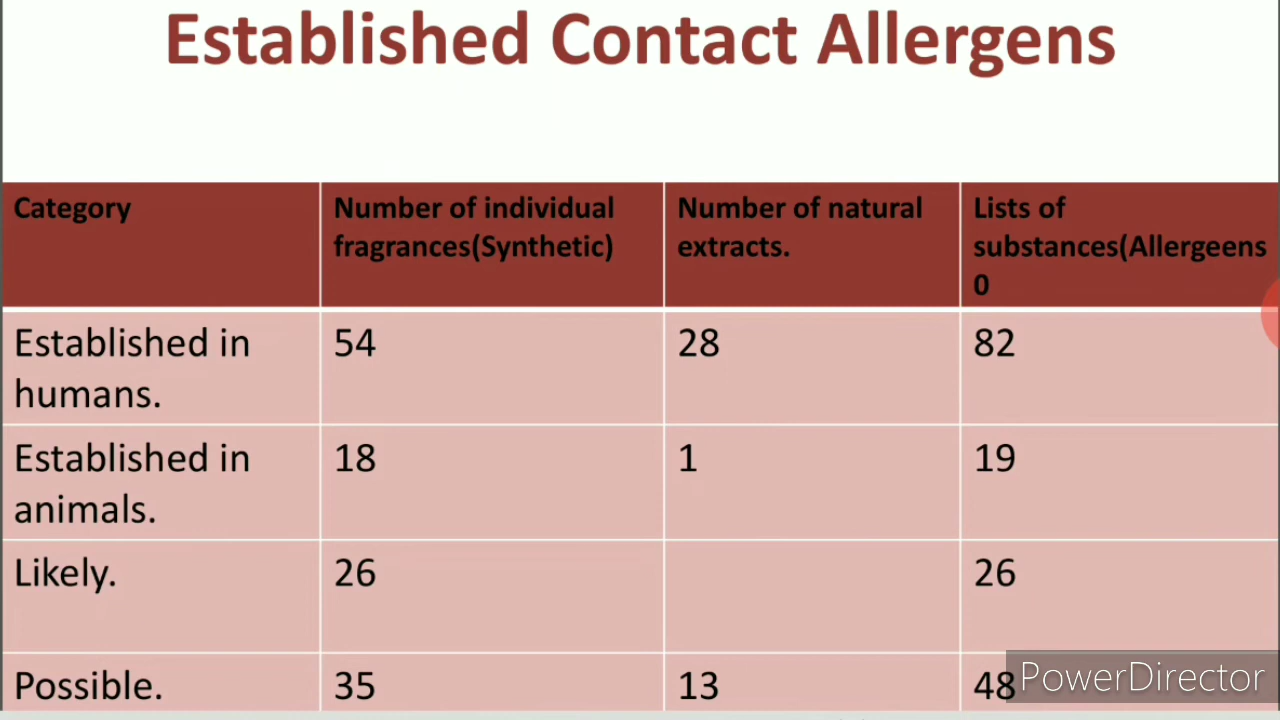 Established Contact Allergens
Category
Number of individual
fragrances(Synthetic)
Number of natural
extracts.
Lists of
substances(Allergeens
0
Established in
humans.
54
28
82
Established in
animals.
18
1
19
Likely.
26
26
Possible.
35
13
48
PowerDirector